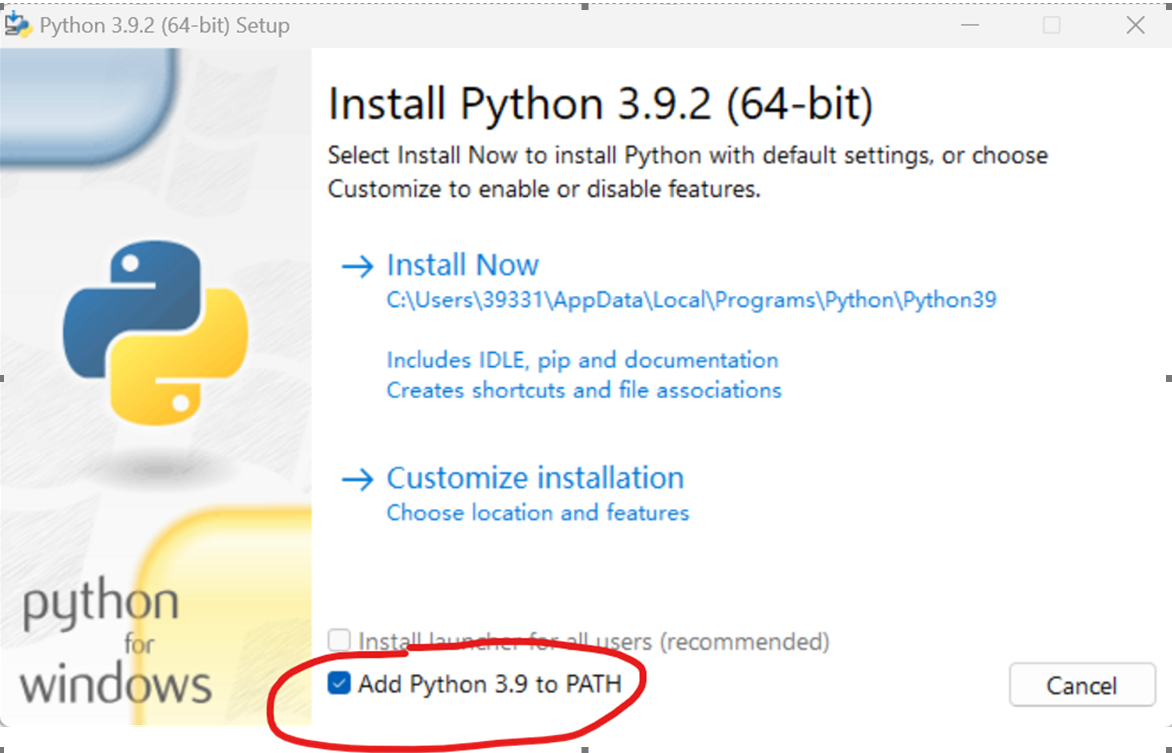 Python 3.9.2 (64-bit) Setup
Install Python 3.9.2 (64-bit)
Select Install Now to install Python with default settings, or choose
Customize to enable or disable features.
Install Now
C:\Users\39331\AppData\Local\Programs\Python\Python39
Includes IDLE, pip and documentation
Creates shortcuts and file associations
Customize installation
Choose location and features
python
for
windows
Install launcher for all users (recommended)
Add Python 3.9 to PATH
Cancel